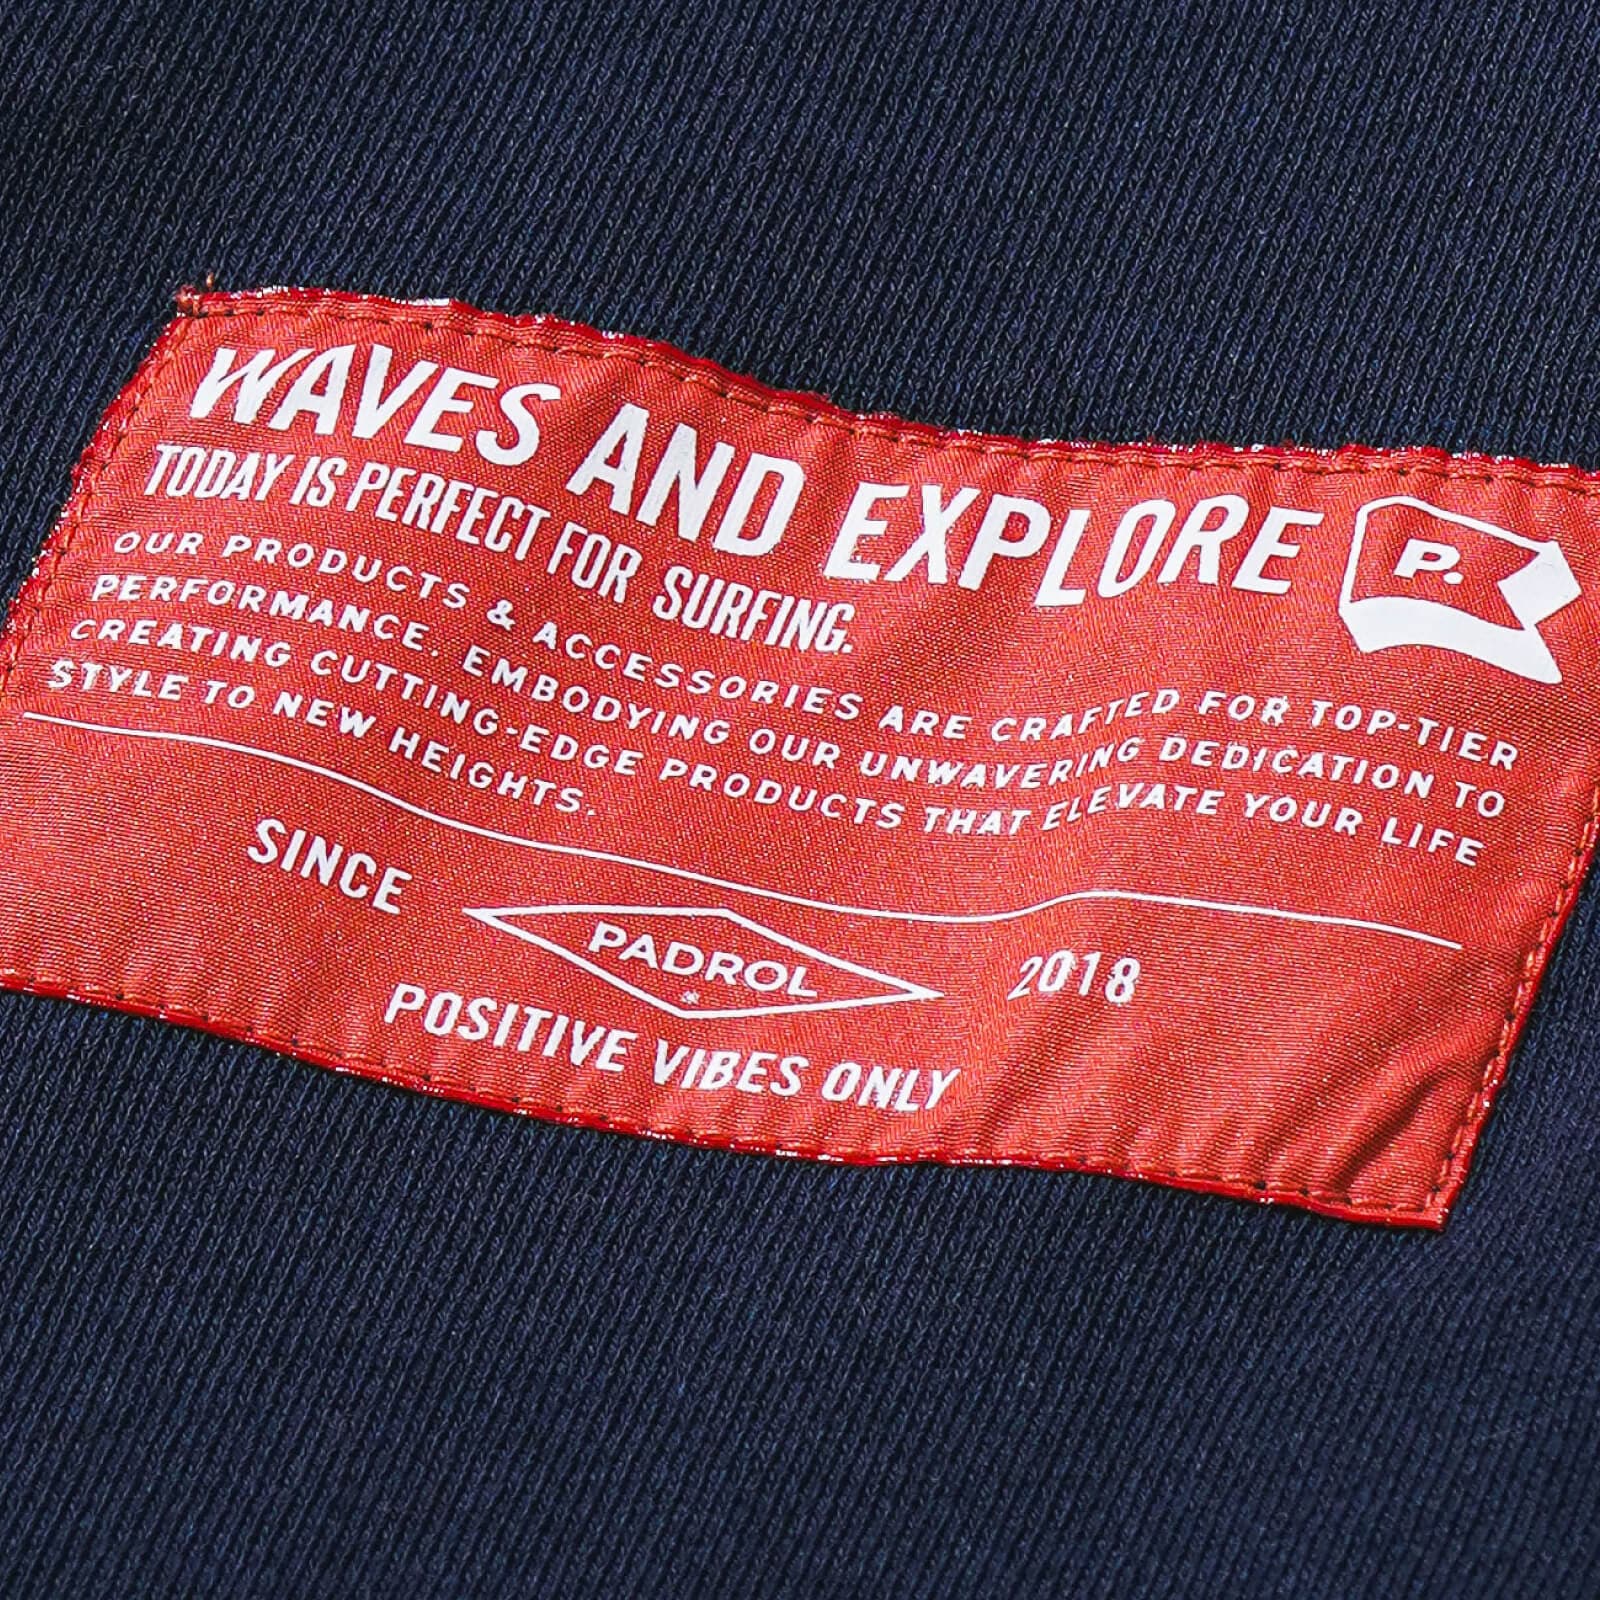 WAVES AND EXPLORE
P.
TODAY IS PERFECT FOR SURFING.
OUR PRODUCTS & ACCESSORIES ARE CRAFTED FOR TOP-TIER
PERFORMANCE. EMBODYING OUR UNWAVERING DEDICATION TO
CREATING CUTTING-EDGE PRODUCTS THAT ELEVATE YOUR LIFE
STYLE TO NEW HEIGHTS.
SINCE PADROL 2018
POSITIVE VIBES ONLY